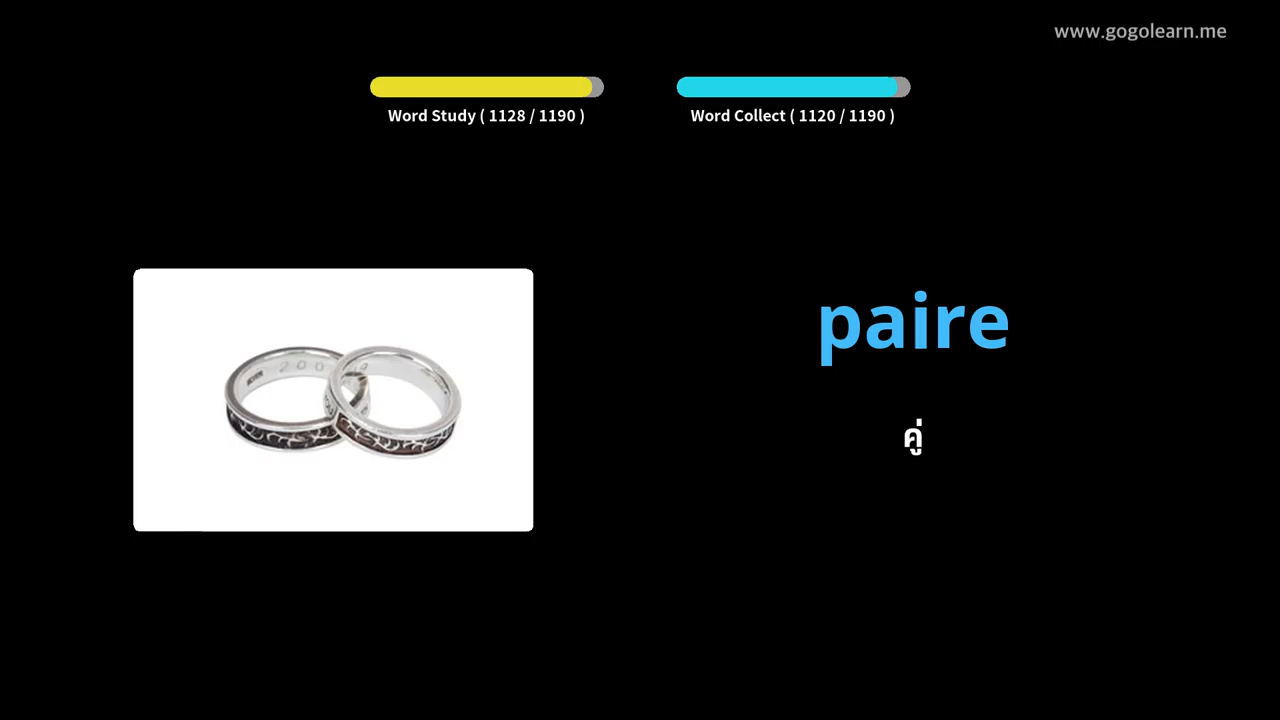 www.gogolearn.me
Word Study ( 1128 / 1190 )
Word Collect ( 1120 / 1190 )
paire
คู่